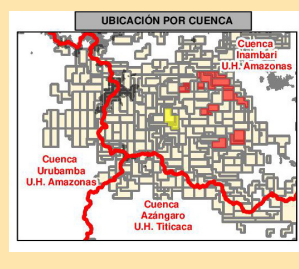 UBICACIÓN POR CUENCA
Cuenca
Inambari
U.H. Amazonas
Cuenca
Urubamba
U.H. Amazonas
Cuenca
Azángaro
U.H. Titicaca